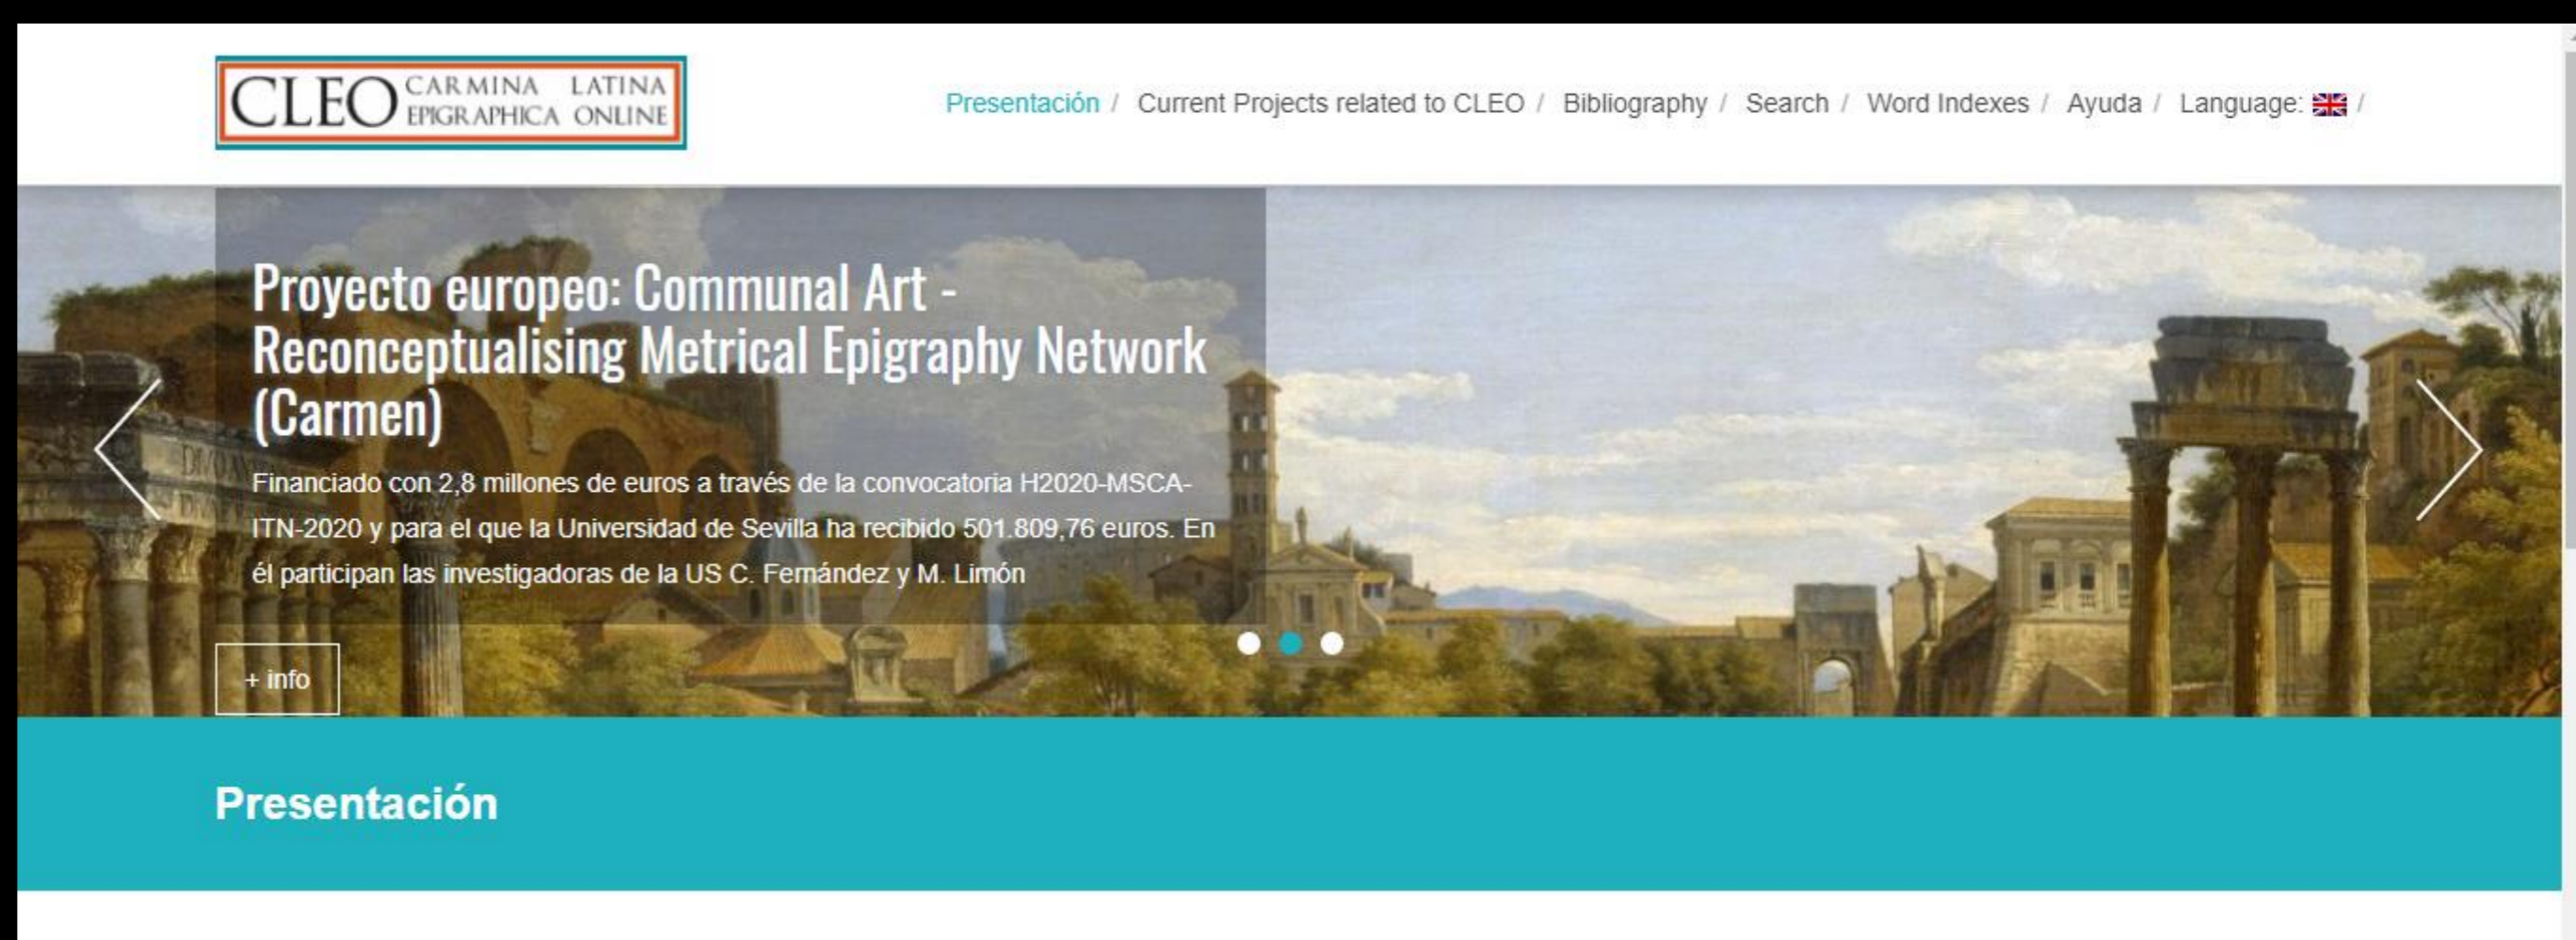 CLEO CARMINA LATINA
EPIGRAPHICA ONLINE
Presentación / Current Projects related to CLEO / Bibliography / Search / Word Indexes / Ayuda / Language: /
Proyecto europeo: Communal Art -
Reconceptualising Metrical Epigraphy Network
(Carmen)
Financiado con 2,8 millones de euros a través de la convocatoria H2020-MSCA-
ITN-2020 y para el que la Universidad de Sevilla ha recibido 501.809,76 euros. En
él participan las investigadoras de la US C. Fernández y M. Limón
+ info
Presentación